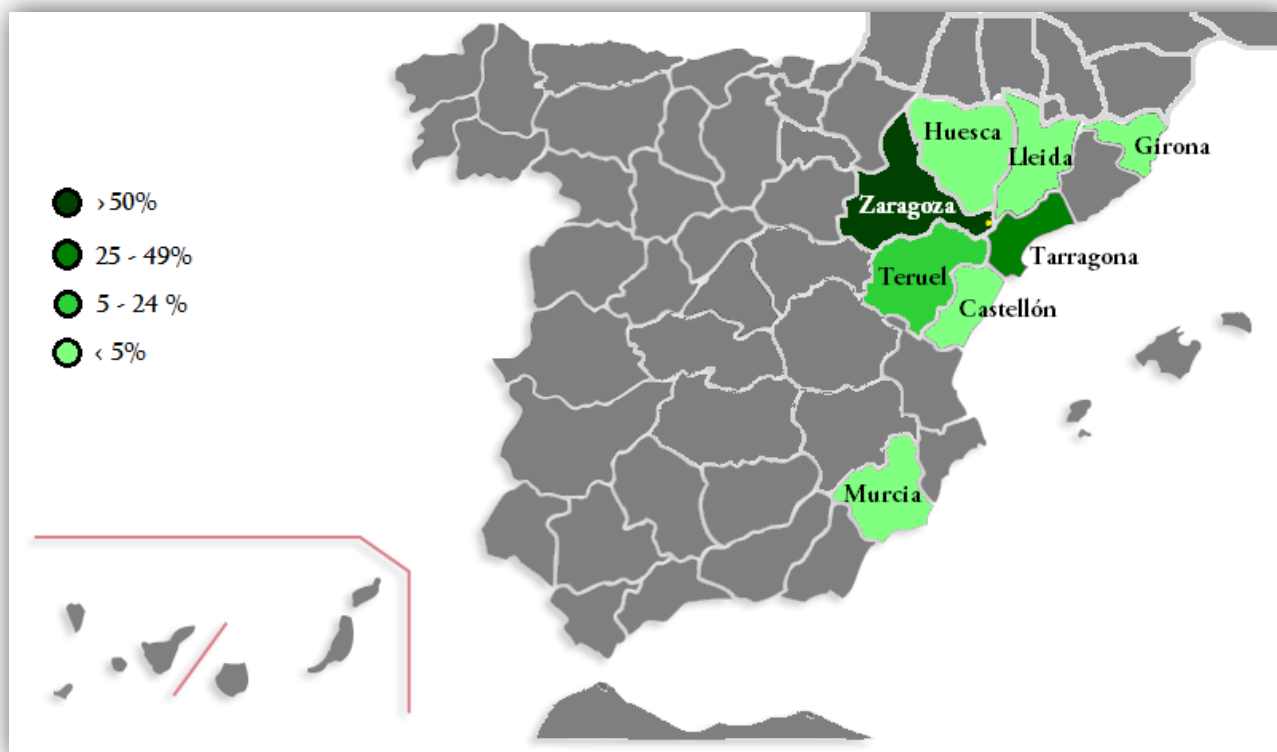 Huesca
Lleida
Girona
› 50%
Zaragoza
25 - 49%
Tarragona
Teruel
5 - 24 %
Castellón
‹ 5%
Murcia